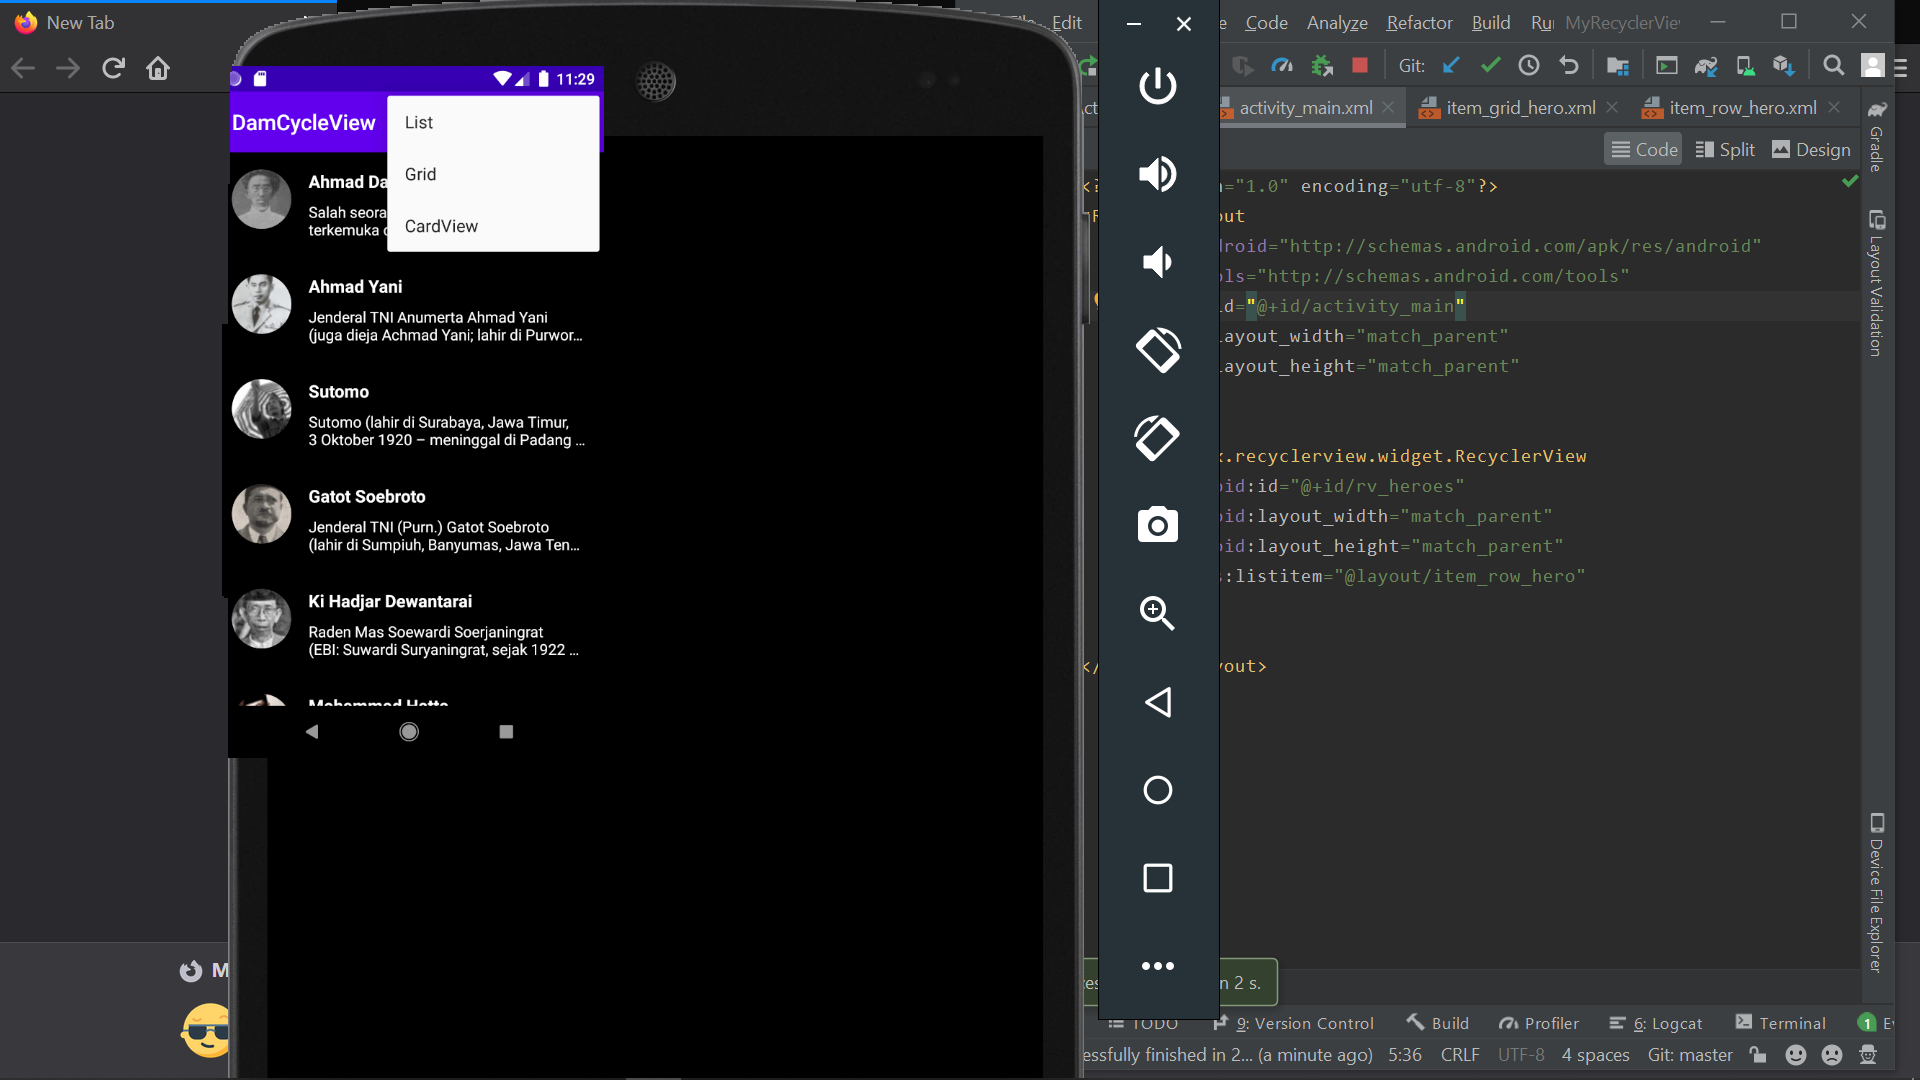 New Tab
Edit
Code
Analyze
Refactor
Build
Ru
MyRecyclerVie
Git:
activity_main.xml
item_grid_hero.xml
item_row_hero.xml
Code
Split
Design
Gradle
Layout Validation
Device File Explorer
11:29
DamCycleView
List
Grid
CardView
Ahmad Da
Salah seora
terkemuka
Ahmad Yani
Jenderal TNI Anumerta Ahmad Yani
(juga dieja Achmad Yani; lahir di Purwor...
Sutomo
Sutomo (lahir di Surabaya, Jawa Timur,
3 Oktober 1920 – meninggal di Padang ...
Gatot Soebroto
Jenderal TNI (Purn.) Gatot Soebroto
(lahir di Sumpiuh, Banyumas, Jawa Ten...
Ki Hadjar Dewantarai
Raden Mas Soewardi Soerjaningrat
(EBI: Suwardi Suryaningrat, sejak 1922 ...
Mohammad Hatta
="1.0" encoding="utf-8"?>
out
roid="http://schemas.android.com/apk/res/android"
ols="http://schemas.android.com/tools"
d="@+id/activity_main"
ayout_width="match_parent"
ayout_height="match_parent"
x.recyclerview.widget.RecyclerView
oid:id="@+id/rv_heroes"
oid:layout_width="match_parent"
oid:layout_height="match_parent"
s:listitem="@layout/item_row_hero"
</
yout>
M
n 2 s.
TODO
9: Version Control
Build
Profiler
6: Logcat
Terminal
1
E
essfully finished in 2... (a minute ago)
5:36
CRLF
UTF-8
4 spaces
Git: master